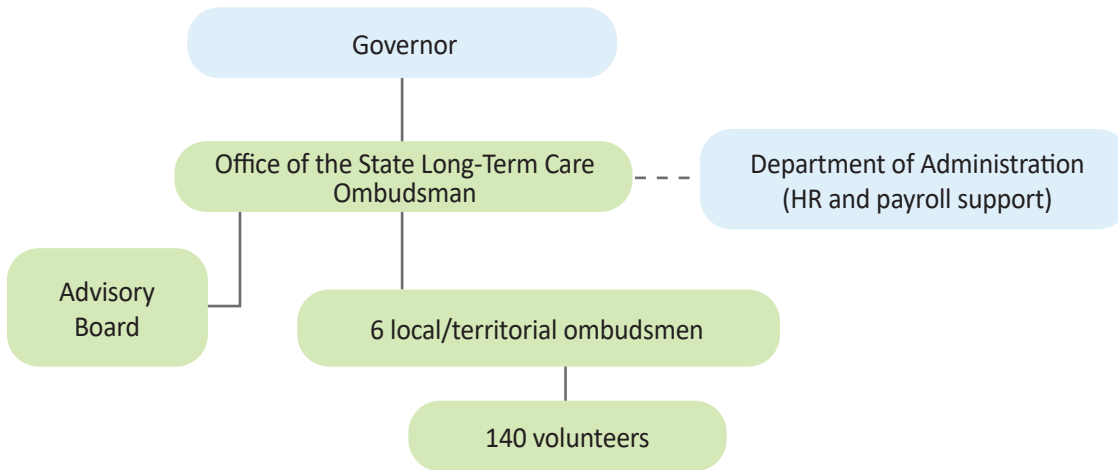 Governor
Office of the State Long-Term Care
Ombudsman
Department of Administration
(HR and payroll support)
Advisory
Board
6 local/territorial ombudsmen
140 volunteers